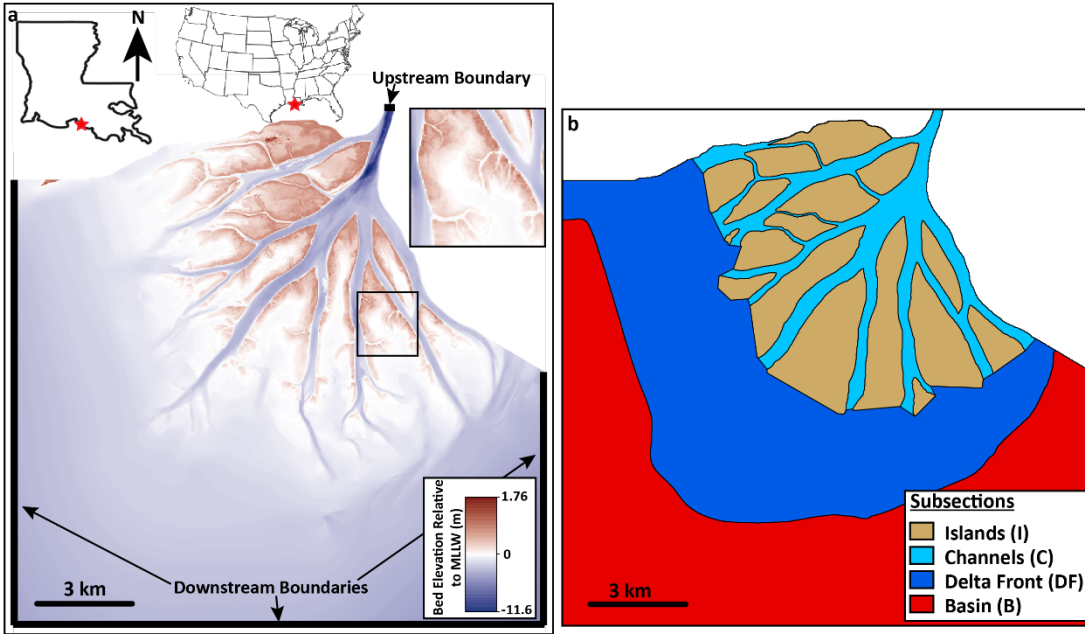 a
N
Upstream Boundary
Bed Elevation Relative
to MLLW (m)
1.76
0
-11.6
Downstream Boundaries
3 km
b
Subsections
Islands (I)
Channels (C)
Delta Front (DF)
Basin (B)
3 km